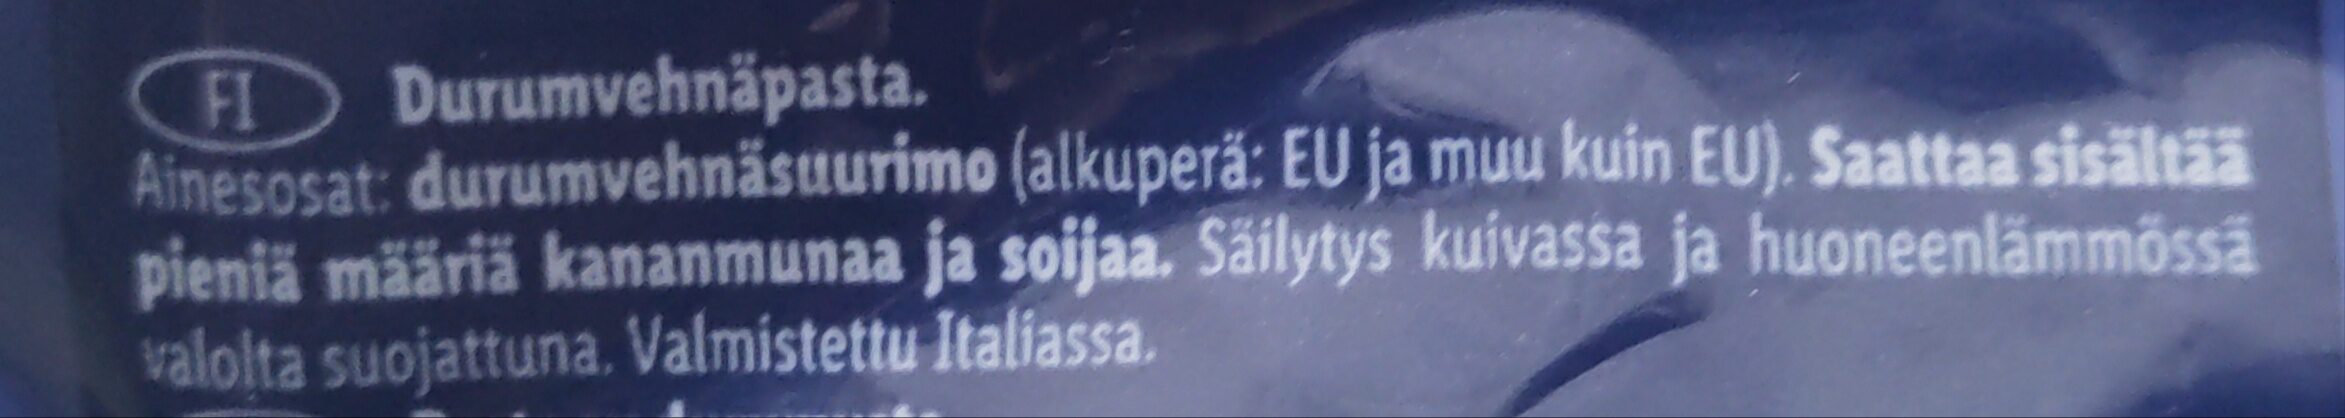 FI Durumvehnäpasta.
Ainesosat: durumvehnäsuurimo (alkuperä: EU ja muu kuin EU). Saattaa sisältää
pieniä määriä kananmunaa ja soijaa. Säilytys kuivassa ja huoneenlämmössä
valolta suojattuna. Valmistettu Italiassa.